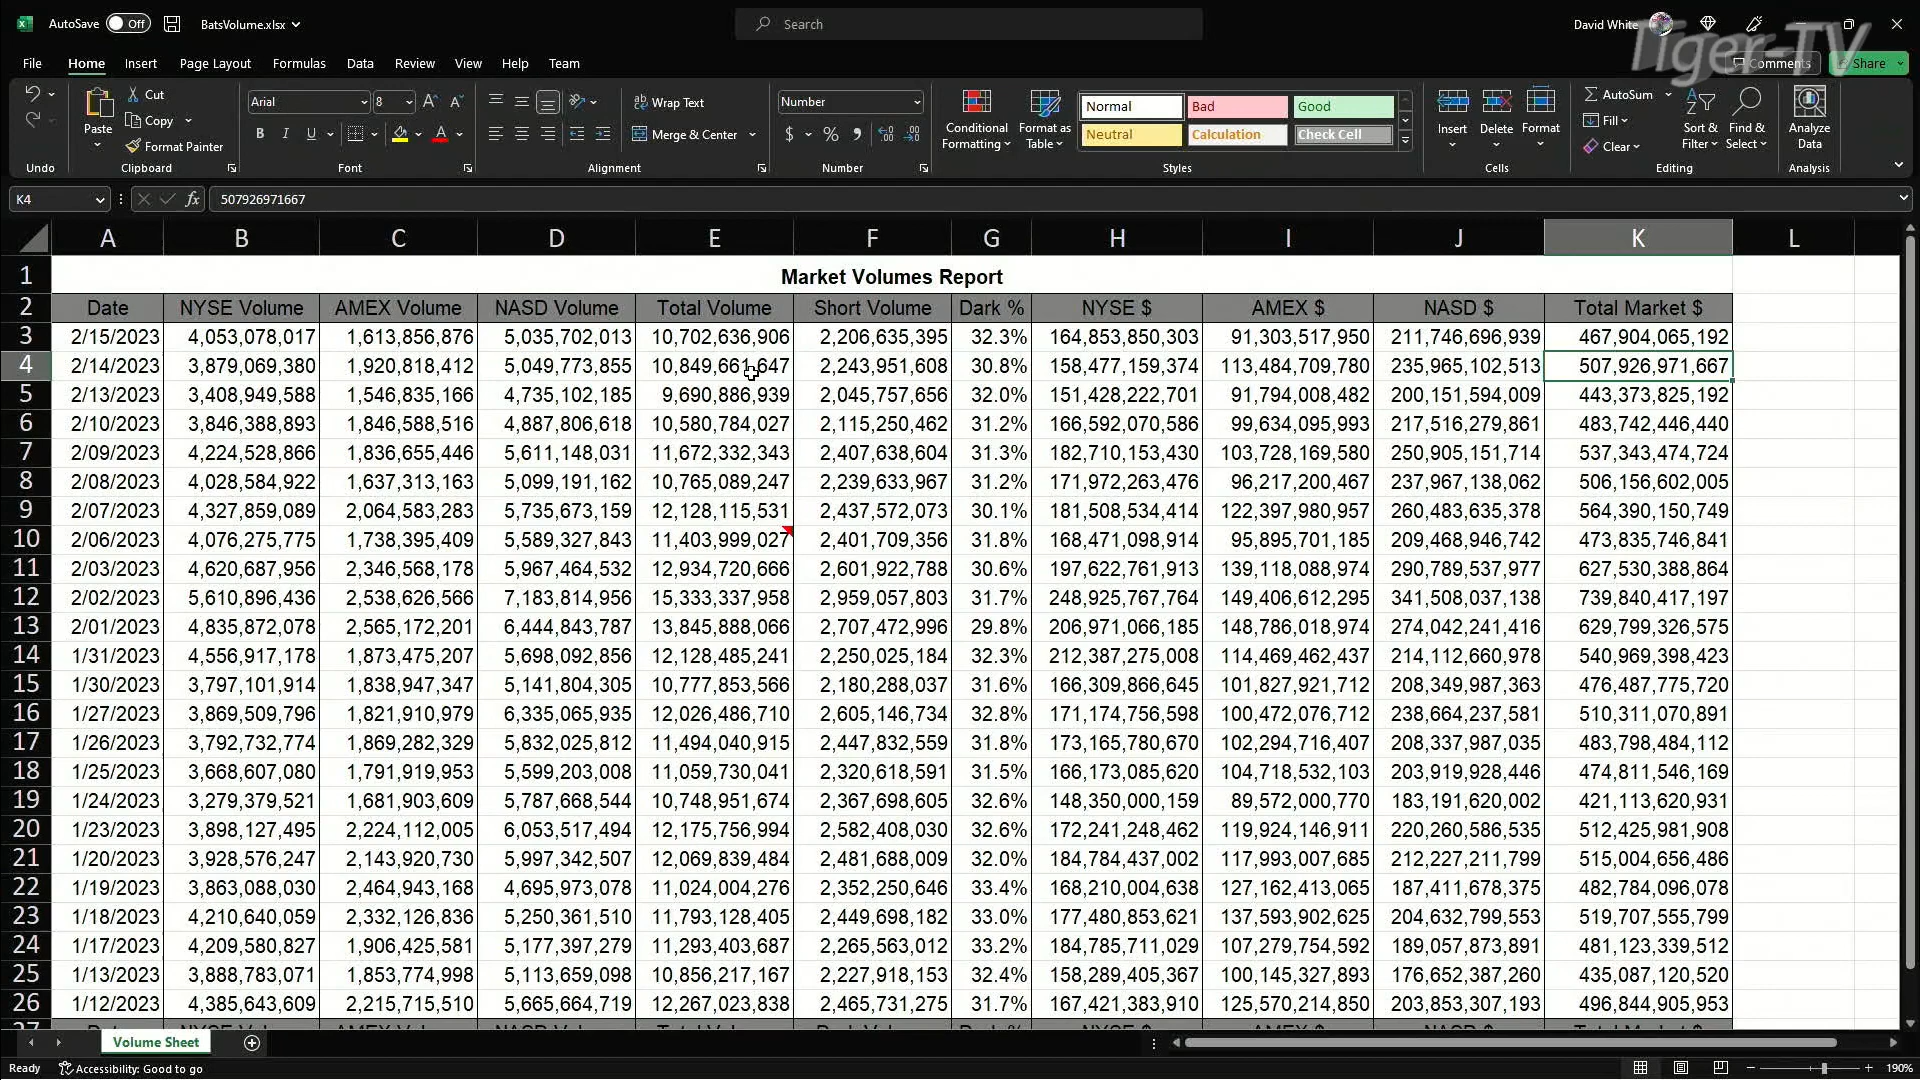 AutoSave Off BatsVolume.xlsx Search David White Tiger-TV
File Home Insert Page Layout Formulas Data Review View Help Team Comments Share
Cut Arial 8 Wrap Text Number Normal Bad Good AutoSum
Paste Copy Conditional Formatting Format as Table Insert Delete Format Fill Sort & Filter Find & Select Analyze Data
Format Painter B I U A Merge & Center $ % Neutral Calculation Check Cell Clear
Undo Clipboard Font Alignment Number Styles Cells Editing Analysis
K4 fx 507926971667
A B C D E F G H I J K L
1 Market Volumes Report
2 Date NYSE Volume AMEX Volume NASD Volume Total Volume Short Volume Dark % NYSE $ AMEX $ NASD $ Total Market $
3 2/15/2023 4,053,078,017 1,613,856,876 5,035,702,013 10,702,636,906 2,206,635,395 32.3% 164,853,850,303 91,303,517,950 211,746,696,939 467,904,065,192
4 2/14/2023 3,879,069,380 1,920,818,412 5,049,773,855 10,849,661,647 2,243,951,608 30.8% 158,477,159,374 113,484,709,780 235,965,102,513 507,926,971,667
5 2/13/2023 3,408,949,588 1,546,835,166 4,735,102,185 9,690,886,939 2,045,757,656 32.0% 151,428,222,701 91,794,008,482 200,151,594,009 443,373,825,192
6 2/10/2023 3,846,388,893 1,846,588,516 4,887,806,618 10,580,784,027 2,115,250,462 31.2% 166,592,070,586 99,634,095,993 217,516,279,861 483,742,446,440
7 2/09/2023 4,224,528,866 1,836,655,446 5,611,148,031 11,672,332,343 2,407,638,604 31.3% 182,710,153,430 103,728,169,580 250,905,151,714 537,343,474,724
8 2/08/2023 4,028,584,922 1,637,313,163 5,099,191,162 10,765,089,247 2,239,633,967 31.2% 171,972,263,476 96,217,200,467 237,967,138,062 506,156,602,005
9 2/07/2023 4,327,859,089 2,064,583,283 5,735,673,159 12,128,115,531 2,437,572,073 30.1% 181,508,534,414 122,397,980,957 260,483,635,378 564,390,150,749
10 2/06/2023 4,076,275,775 1,738,395,409 5,589,327,843 11,403,999,027 2,401,709,356 31.8% 168,471,098,914 95,895,701,185 209,468,946,742 473,835,746,841
11 2/03/2023 4,620,687,956 2,346,568,178 5,967,464,532 12,934,720,666 2,601,922,788 30.6% 197,622,761,913 139,118,088,974 290,789,537,977 627,530,388,864
12 2/02/2023 5,610,896,436 2,538,626,566 7,183,814,956 15,333,337,958 2,959,057,803 31.7% 248,925,767,764 149,406,612,295 341,508,037,138 739,840,417,197
13 2/01/2023 4,835,872,078 2,565,172,201 6,444,843,787 13,845,888,066 2,707,472,996 29.8% 206,971,066,185 148,786,018,974 274,042,241,416 629,799,326,575
14 1/31/2023 4,556,917,178 1,873,475,207 5,698,092,856 12,128,485,241 2,250,025,184 32.3% 212,387,275,008 114,469,462,437 214,112,660,978 540,969,398,423
15 1/30/2023 3,797,101,914 1,838,947,347 5,141,804,305 10,777,853,566 2,180,288,037 31.6% 166,309,866,645 101,827,921,712 208,349,987,363 476,487,775,720
16 1/27/2023 3,869,509,796 1,821,910,979 6,335,065,935 12,026,486,710 2,605,146,734 32.8% 171,174,756,598 100,472,076,712 238,664,237,581 510,311,070,891
17 1/26/2023 3,792,732,774 1,869,282,329 5,832,025,812 11,494,040,915 2,447,832,559 31.8% 173,165,780,670 102,294,716,407 208,337,987,035 483,798,484,112
18 1/25/2023 3,668,607,080 1,791,919,953 5,599,203,008 11,059,730,041 2,320,618,591 31.5% 166,173,085,620 104,718,532,103 203,919,928,446 474,811,546,169
19 1/24/2023 3,279,379,521 1,681,903,609 5,787,668,544 10,748,951,674 2,367,698,605 32.6% 148,350,000,159 89,572,000,770 183,191,620,002 421,113,620,931
20 1/23/2023 3,898,127,495 2,224,112,005 6,053,517,494 12,175,756,994 2,582,408,030 32.6% 172,241,248,462 119,924,146,911 220,260,586,535 512,425,981,908
21 1/20/2023 3,928,576,247 2,143,920,730 5,997,342,507 12,069,839,484 2,481,688,009 32.0% 184,784,437,002 117,993,007,685 212,227,211,799 515,004,656,486
22 1/19/2023 3,863,088,030 2,464,943,168 4,695,973,078 11,024,004,276 2,352,250,646 33.4% 168,210,004,638 127,162,413,065 187,411,678,375 482,784,096,078
23 1/18/2023 4,210,640,059 2,332,126,836 5,250,361,510 11,793,128,405 2,449,698,182 33.0% 177,480,853,621 137,593,902,625 204,632,799,553 519,707,555,799
24 1/17/2023 4,209,580,827 1,906,425,581 5,177,397,279 11,293,403,687 2,265,563,012 33.2% 184,785,711,029 107,279,754,592 189,057,873,891 481,123,339,512
25 1/13/2023 3,888,783,071 1,853,774,998 5,113,659,098 10,856,217,167 2,227,918,153 32.4% 158,289,405,367 100,145,327,893 176,652,387,260 435,087,120,520
26 1/12/2023 4,385,643,609 2,215,715,510 5,665,664,719 12,267,023,838 2,465,731,275 31.7% 167,421,383,910 125,570,214,850 203,853,307,193 496,844,905,953
27 Date NYSE Volume AMEX Volume NASD Volume Total Volume Dark Volume Dark % NYSE $ AMEX $ NASD $ Total Market $
Volume Sheet
Ready Accessibility: Good to go 190%